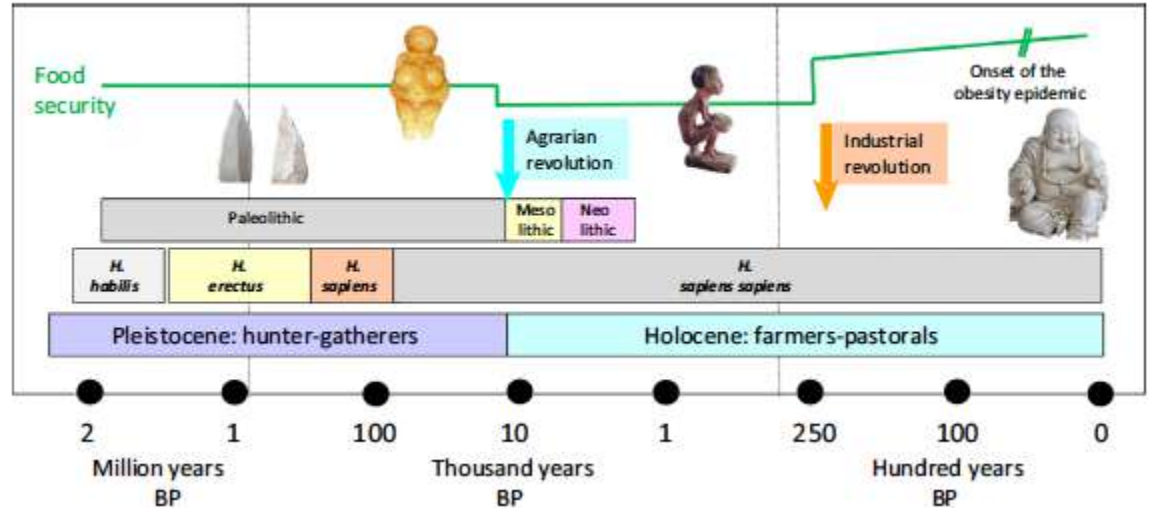 Food
security
Onset of the
obesity epidemic
Agrarian
revolution
Industrial
revolution
Paleolithic
Meso
lithic
Neo
lithic
H.
habilis
H.
erectus
H.
sapiens
H.
sapiens sapiens
Pleistocene: hunter-gatherers
Holocene: farmers-pastorals
2 1 100 10 1 250 100 0
Million years Thousand years Hundred years
BP BP BP